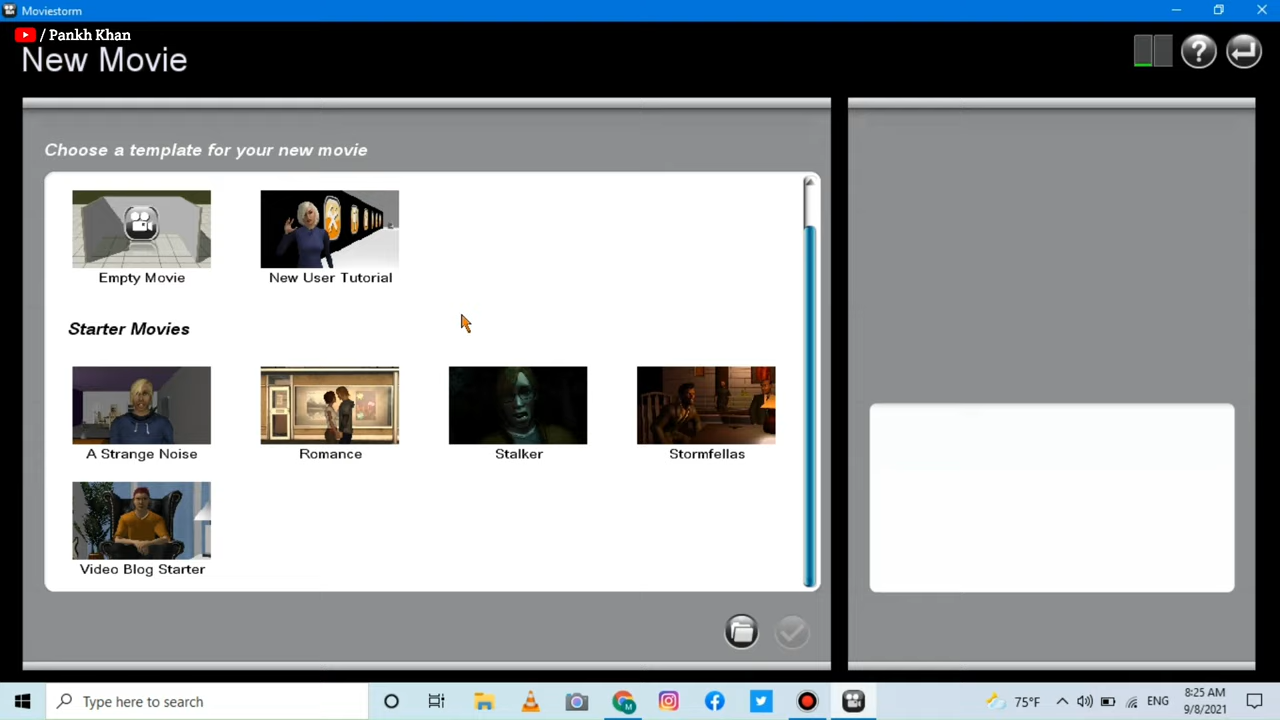 Moviestorm
/ Pankh Khan
New Movie
?
Choose a template for your new movie
Empty Movie
New User Tutorial
Starter Movies
A Strange Noise
Romance
Stalker
Stormfellas
Video Blog Starter
Type here to search
75°F
ENG
8:25 AM
9/8/2021